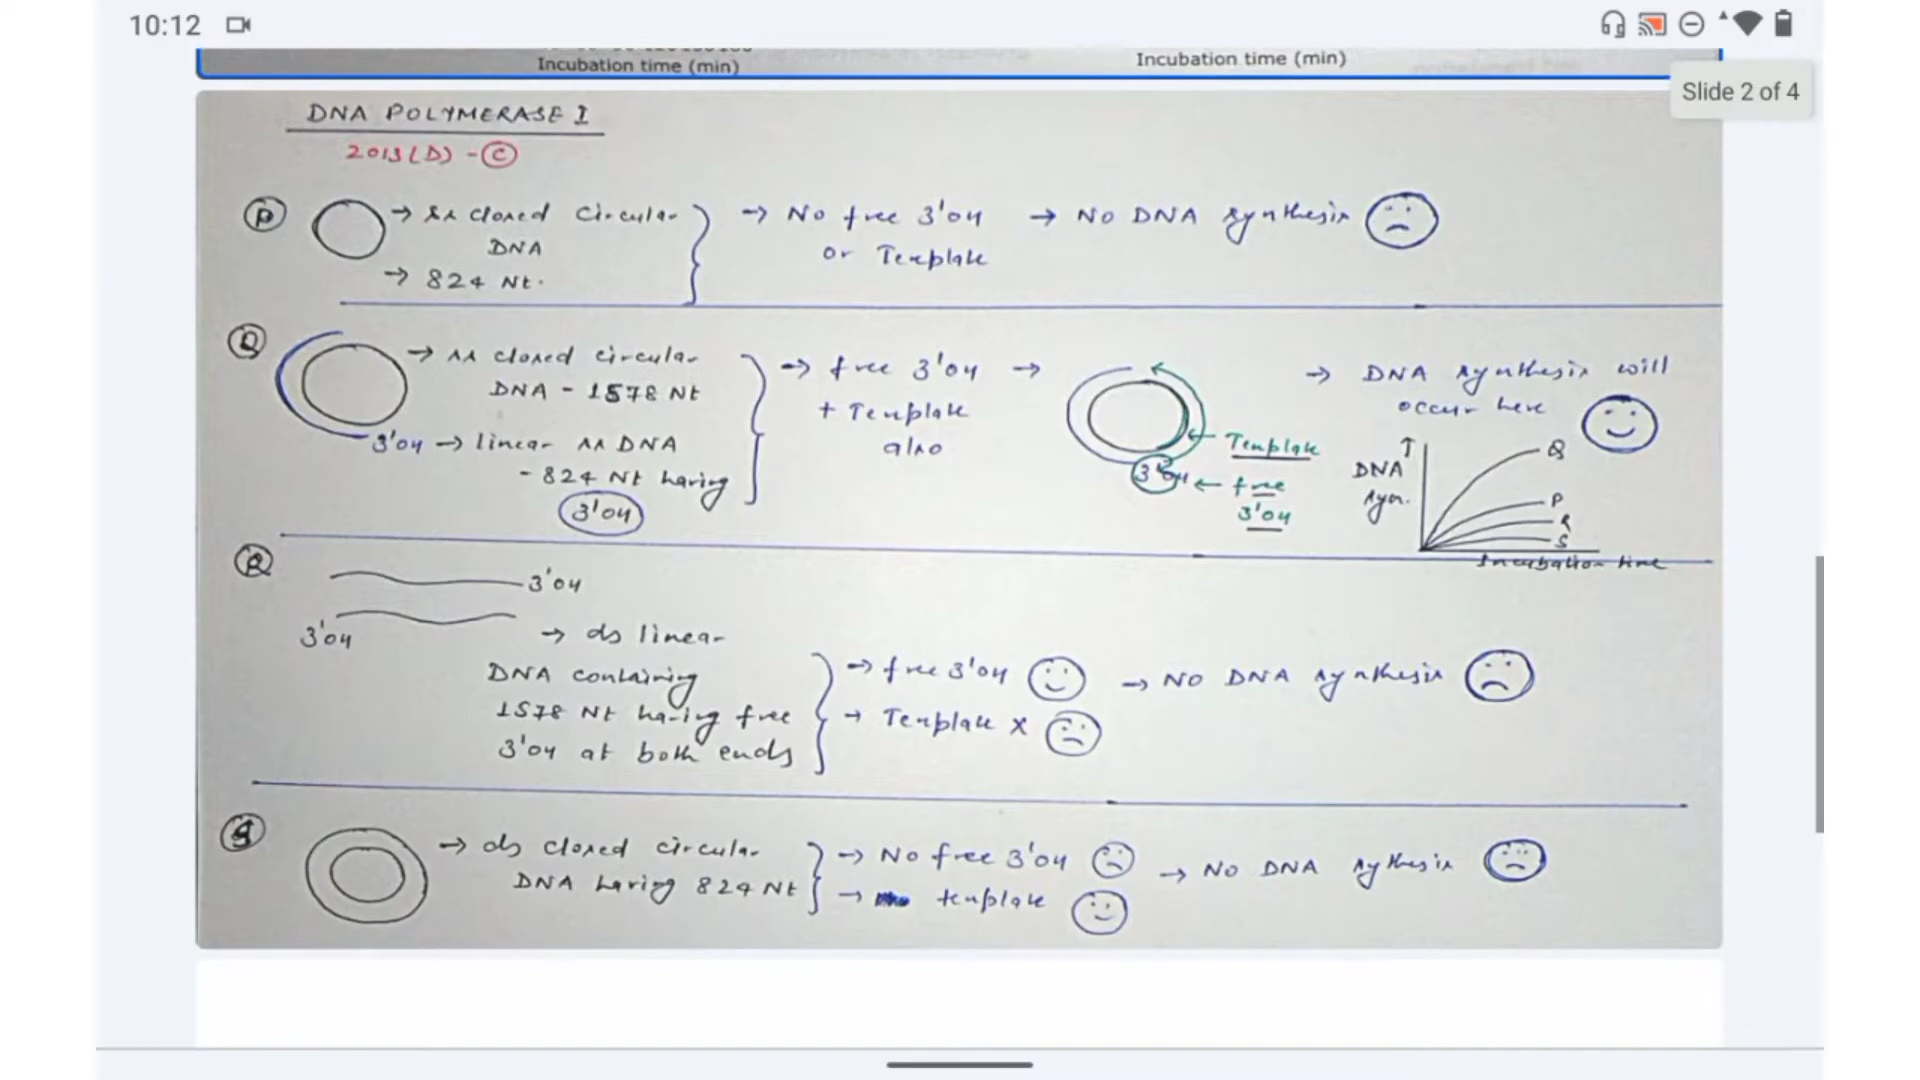 10:12
Incubation time (min)
Incubation time (min)
Slide 2 of 4
DNA POLYMERASE I
2013(D) - C
P → ss closed circular → No free 3'OH → NO DNA synthesis
DNA or Template
→ 824 Nt.
Q → ss closed circular → free 3'OH → → DNA synthesis will
DNA - 1578 Nt + Template occur here
3'OH → linear ss DNA also ← Template
- 824 Nt having 3'OH ← free
3'OH 3'OH
DNA syn. ↑ Q
P
R
S
Incubation time
R 3'OH
3'OH → ds linear
DNA containing → free 3'OH → NO DNA synthesis
1578 Nt having free → Template X
3'OH at both ends
S → ds closed circular → No free 3'OH → NO DNA sythesis
DNA having 824 Nt → template